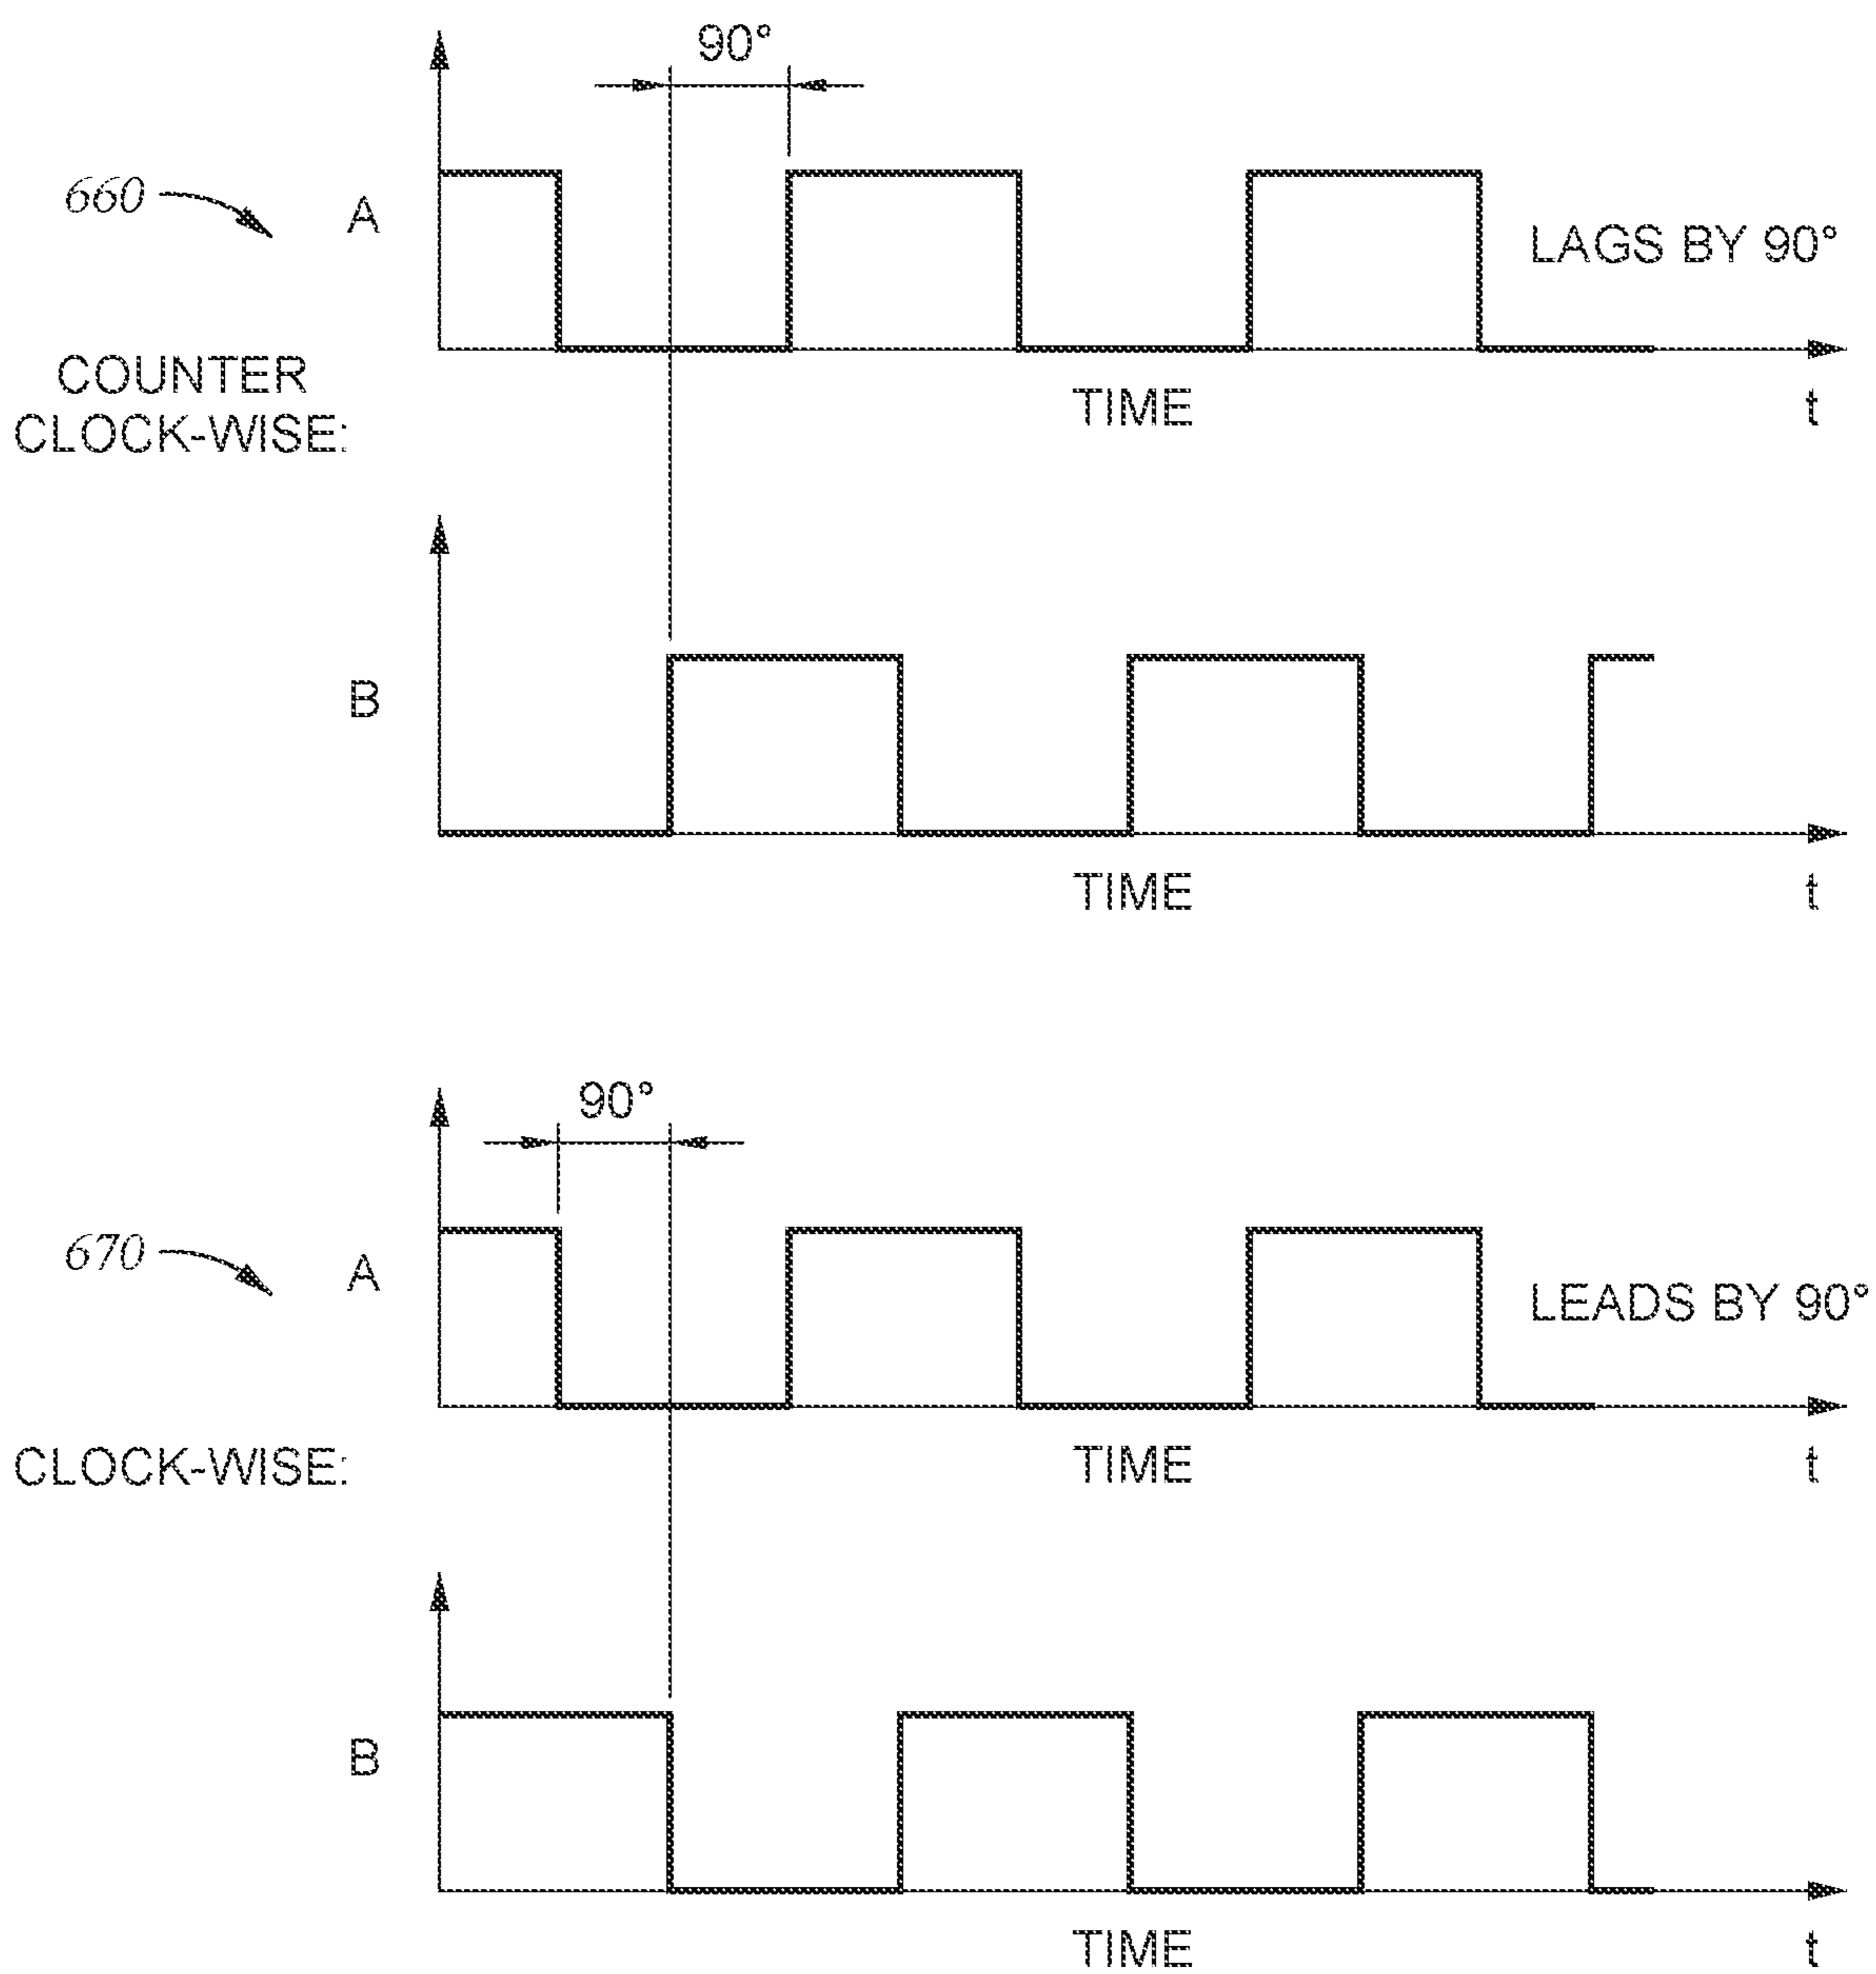 90°
660
A
LAGS BY 90°
COUNTER
CLOCK-WISE:
TIME
t
B
TIME
t
90°
670
A
LEADS BY 90°
CLOCK-WISE:
TIME
t
B
TIME
t